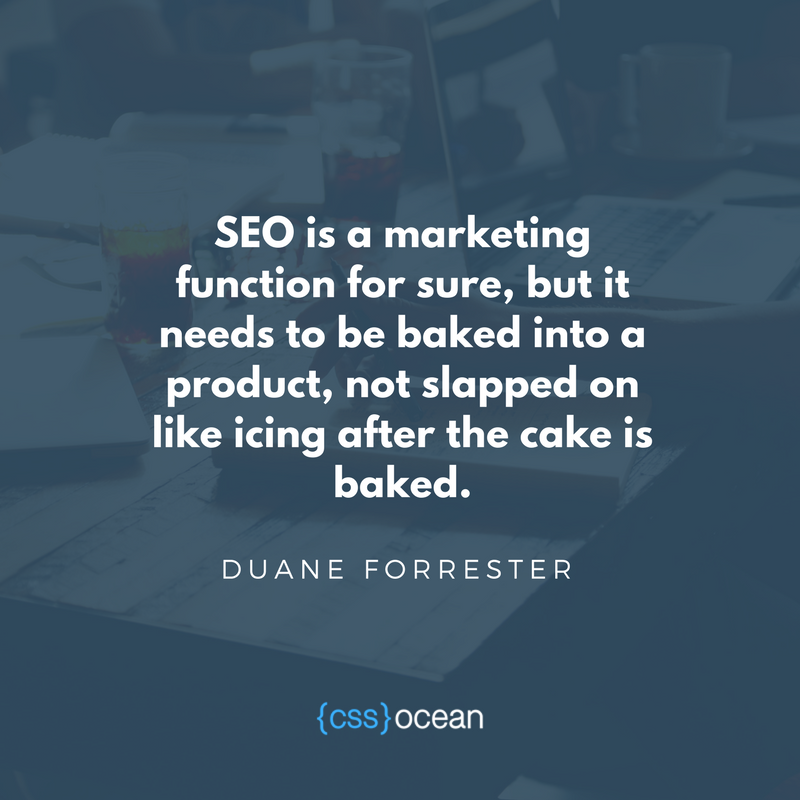 SEO is a marketing
function for sure, but it
needs to be baked into a
product, not slapped on
like icing after the cake is
baked.
DUANE FORRESTER
{css}ocean